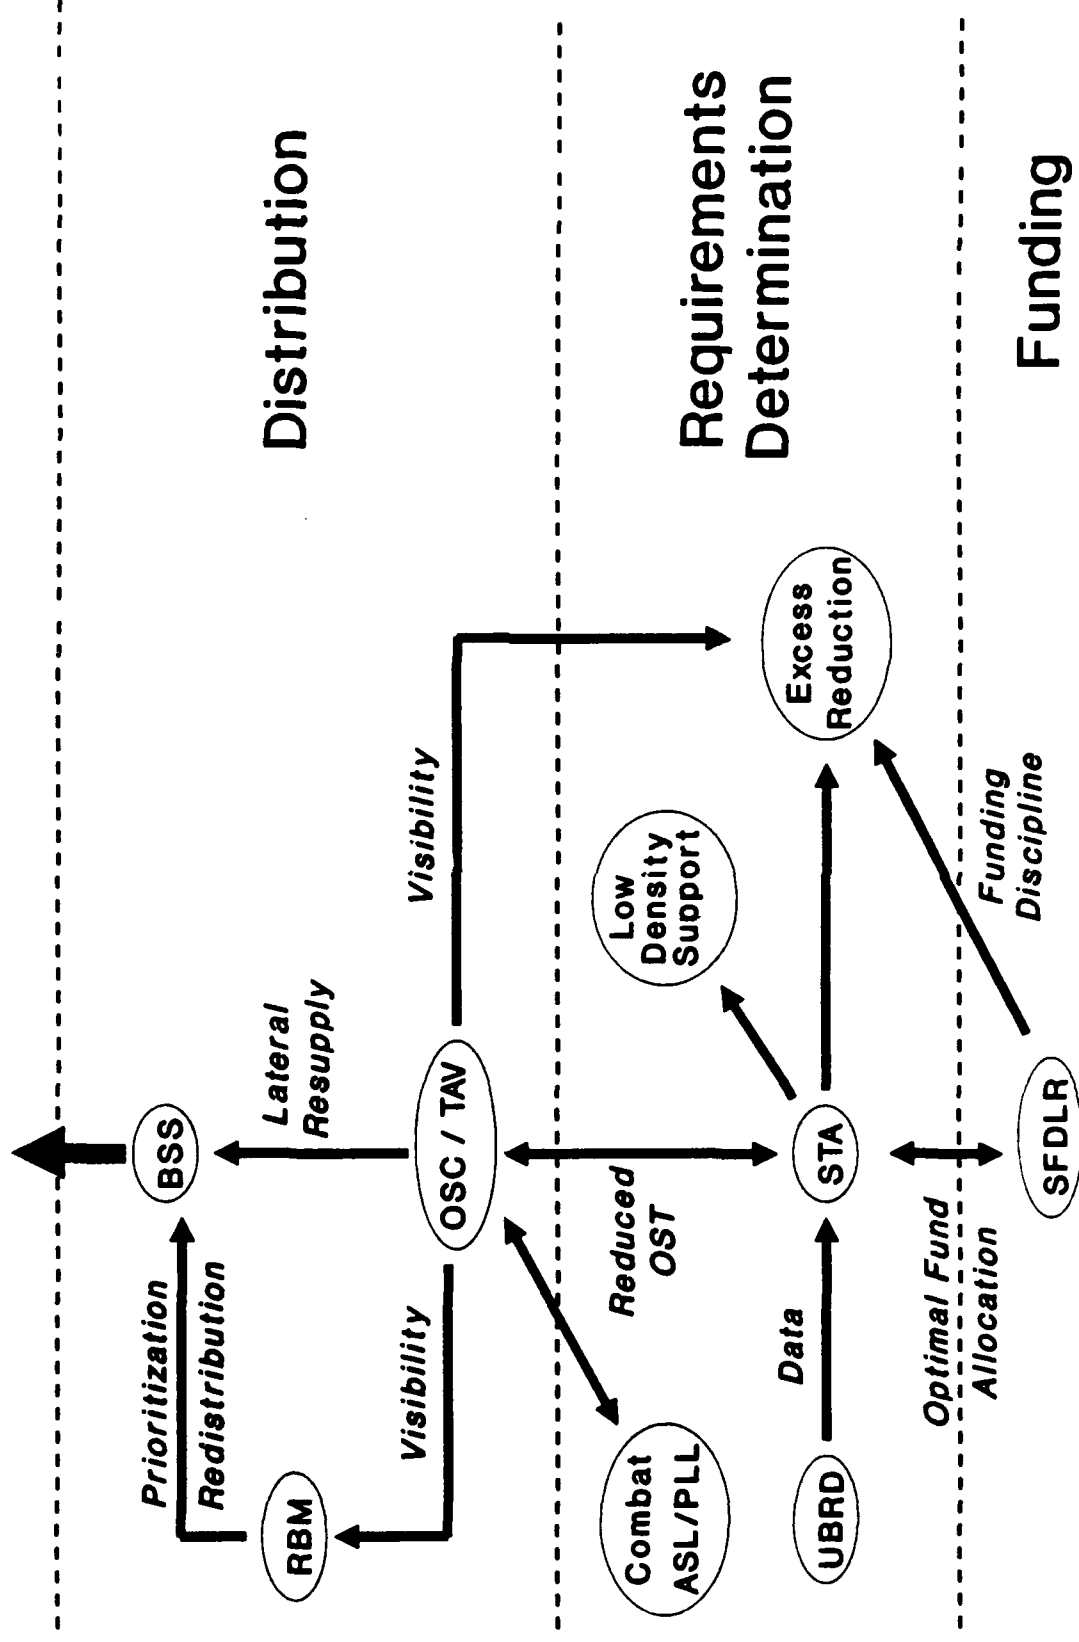 Prioritization
Redistribution
BSS
Lateral
Resupply
RBM
Distribution
Visibility
OSC / TAV
Visibility
Combat
ASL/PLL
Reduced
OST
Low
Density
Support
Requirements
Determination
UBRD
Data
STA
Excess
Reduction
Optimal Fund
Allocation
SFDLR
Funding
Discipline
Funding